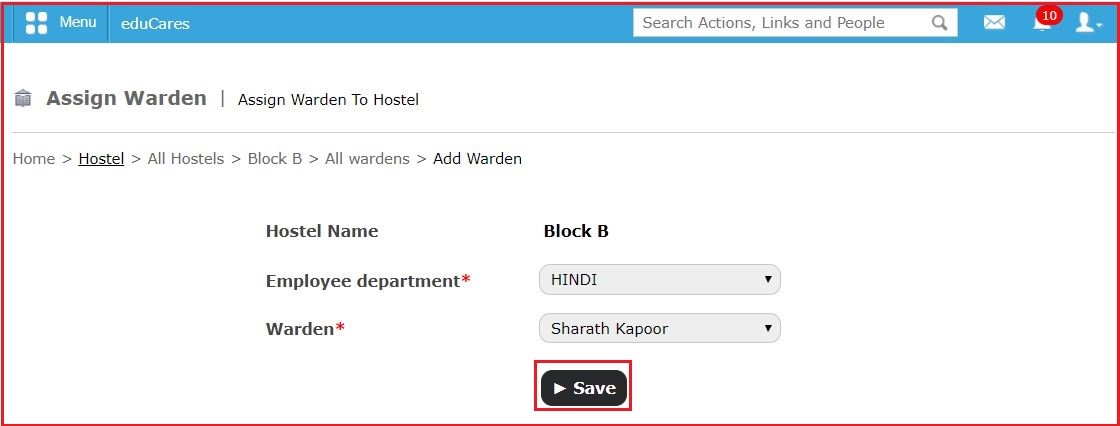 Menu eduCares Search Actions, Links and People 10
Assign Warden | Assign Warden To Hostel
Home > Hostel > All Hostels > Block B > All wardens > Add Warden
Hostel Name Block B
Employee department* HINDI
Warden* Sharath Kapoor
Save